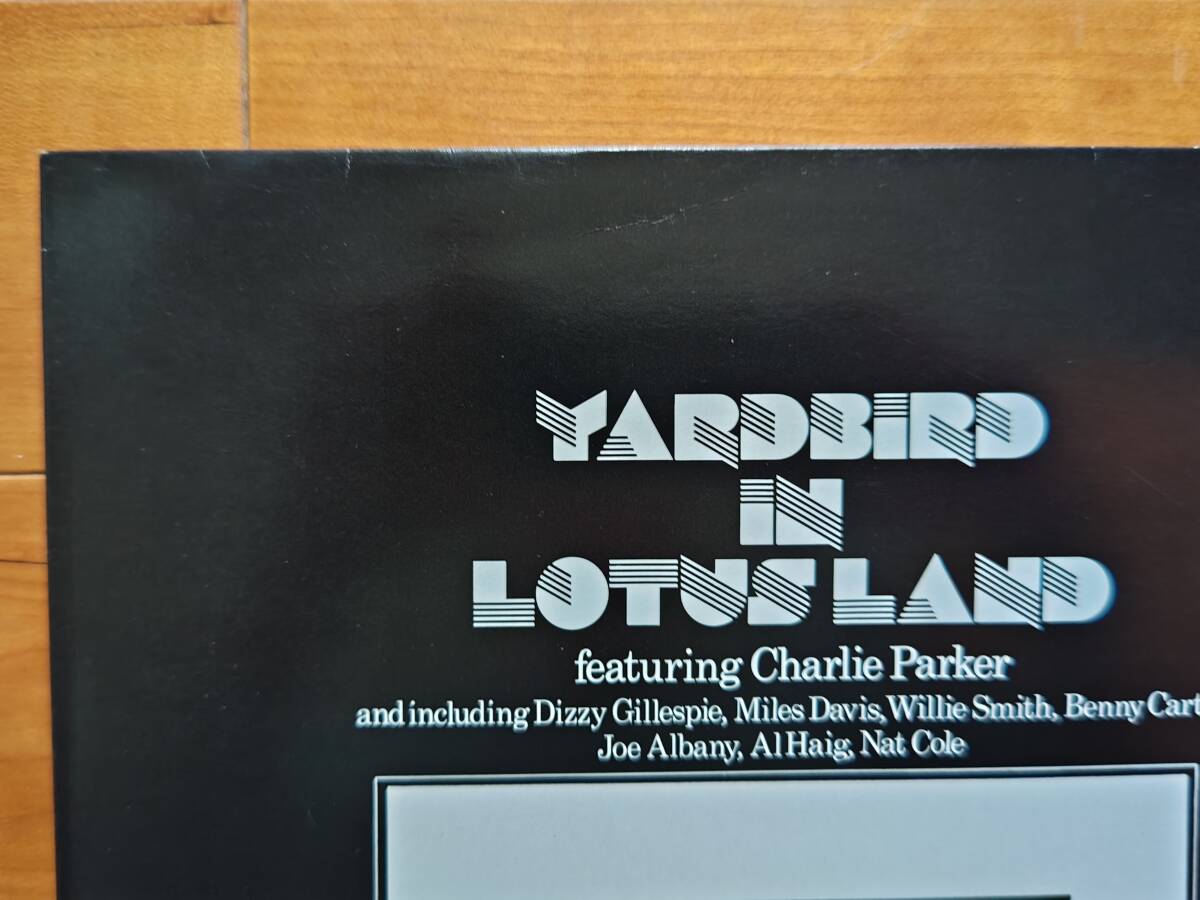 YARDBIRD
IN
LOTUS LAND
featuring Charlie Parker
and including Dizzy Gillespie, Miles Davis, Willie Smith, Benny Cart
Joe Albany, Al Haig, Nat Cole